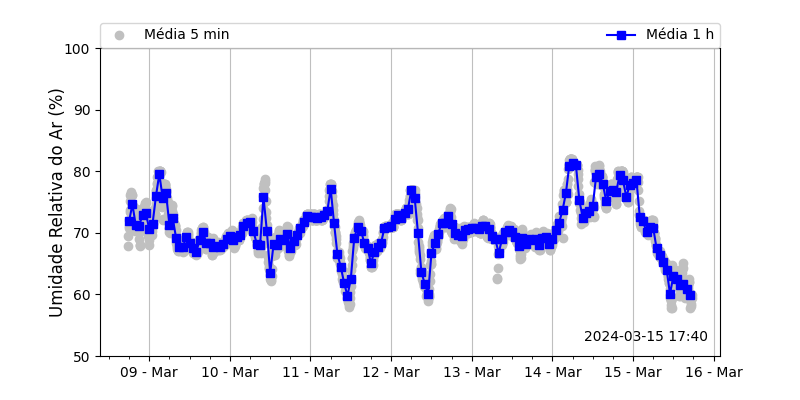 Média 5 min
Média 1 h
Umidade Relativa do Ar (%)
100
90
80
70
60
50
2024-03-15 17:40
09 - Mar
10 - Mar
11 - Mar
12 - Mar
13 - Mar
14 - Mar
15 - Mar
16 - Mar